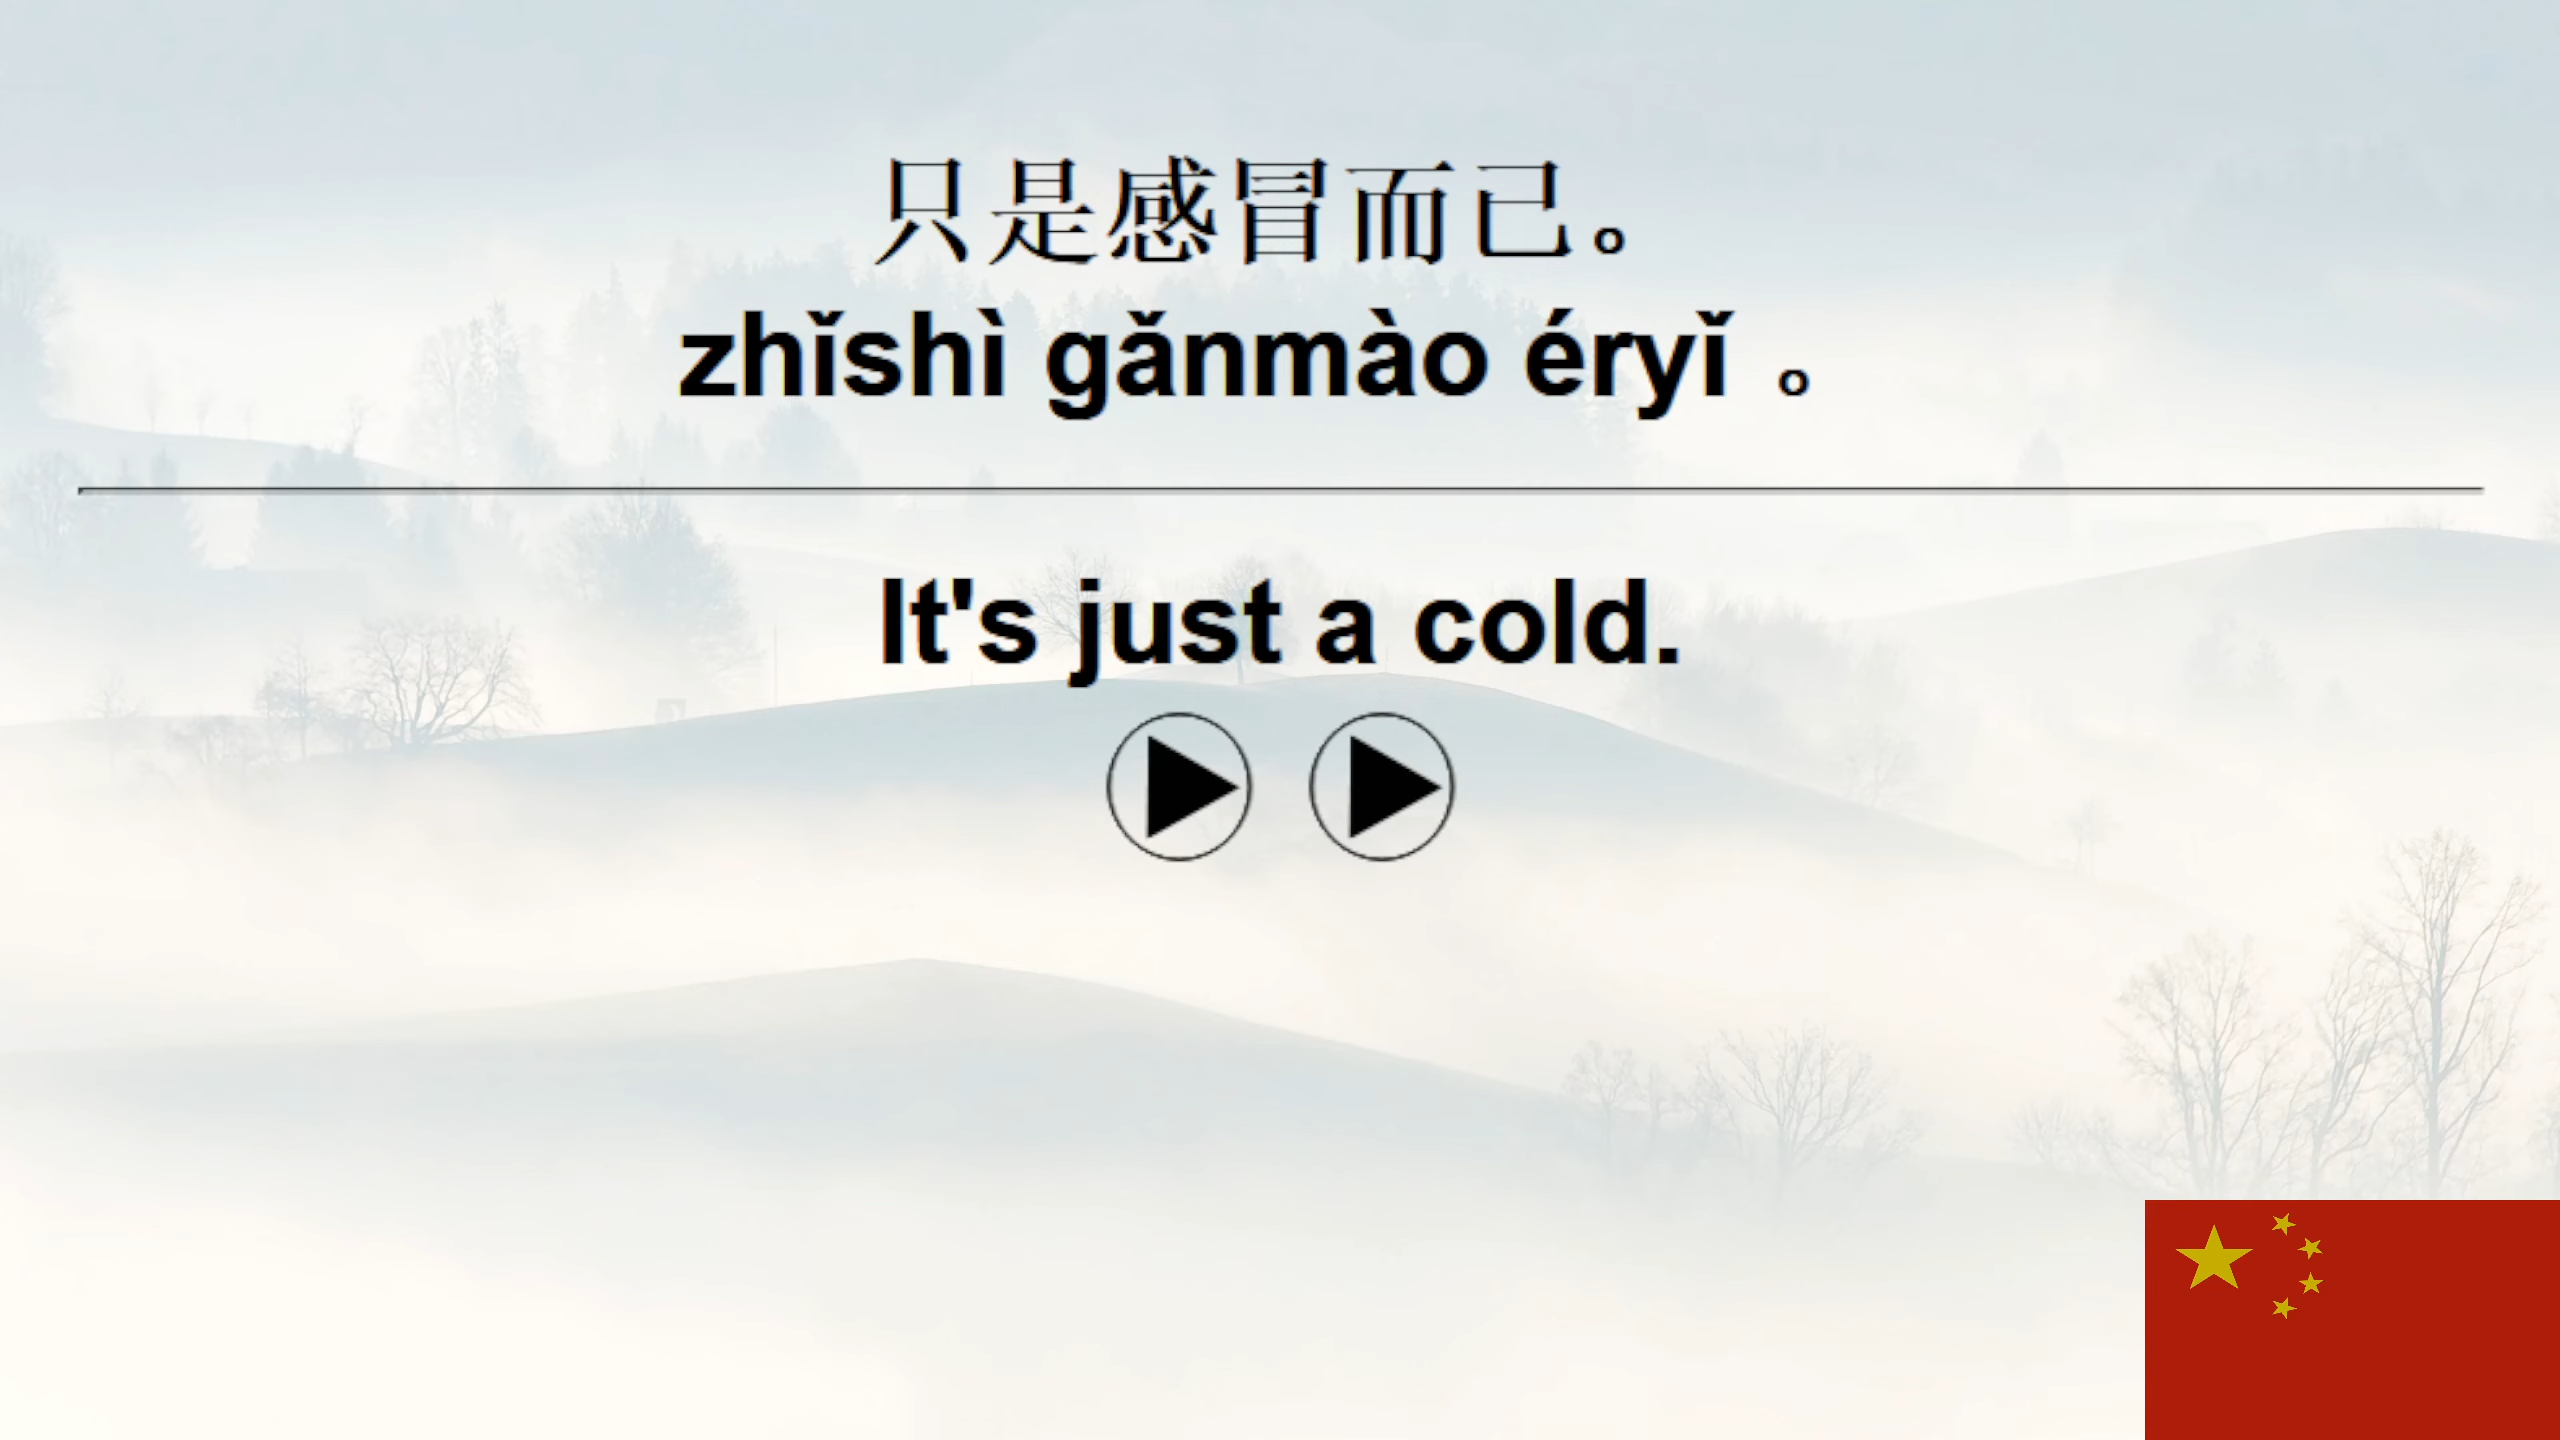 只是感冒而已。
zhǐshì gǎnmào éryǐ 。
It's just a cold.